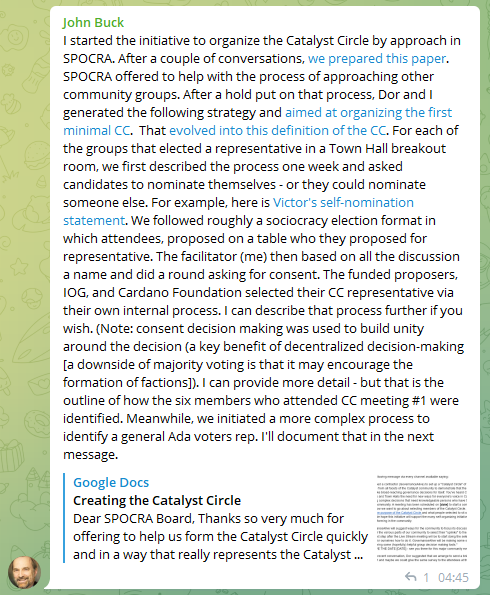 John Buck
I started the initiative to organize the Catalyst Circle by approach in
SPOCRA. After a couple of conversations, we prepared this paper.
SPOCRA offered to help with the process of approaching other
community groups. After a hold put on that process, Dor and I
generated the following strategy and aimed at organizing the first
minimal CC.  That evolved into this definition of the CC. For each of
the groups that elected a representative in a Town Hall breakout
room, we first described the process one week and asked
candidates to nominate themselves - or they could nominate
someone else. For example, here is Victor's self-nomination
statement. We followed roughly a sociocracy election format in
which attendees, proposed on a table who they proposed for
representative. The facilitator (me) then based on all the discussion
a name and did a round asking for consent. The funded proposers,
IOG, and Cardano Foundation selected their CC representative via
their own internal process. I can describe that process further if you
wish. (Note: consent decision making was used to build unity
around the decision (a key benefit of decentralized decision-making
[a downside of majority voting is that it may encourage the
formation of factions]). I can provide more detail - but that is the
outline of how the six members who attended CC meeting #1 were
identified. Meanwhile, we initiated a more complex process to
identify a general Ada voters rep. I'll document that in the next
message.
Google Docs
Creating the Catalyst Circle
Dear SPOCRA Board, Thanks so very much for
offering to help us form the Catalyst Circle quickly
and in a way that really represents the Catalyst ...
1 04:45